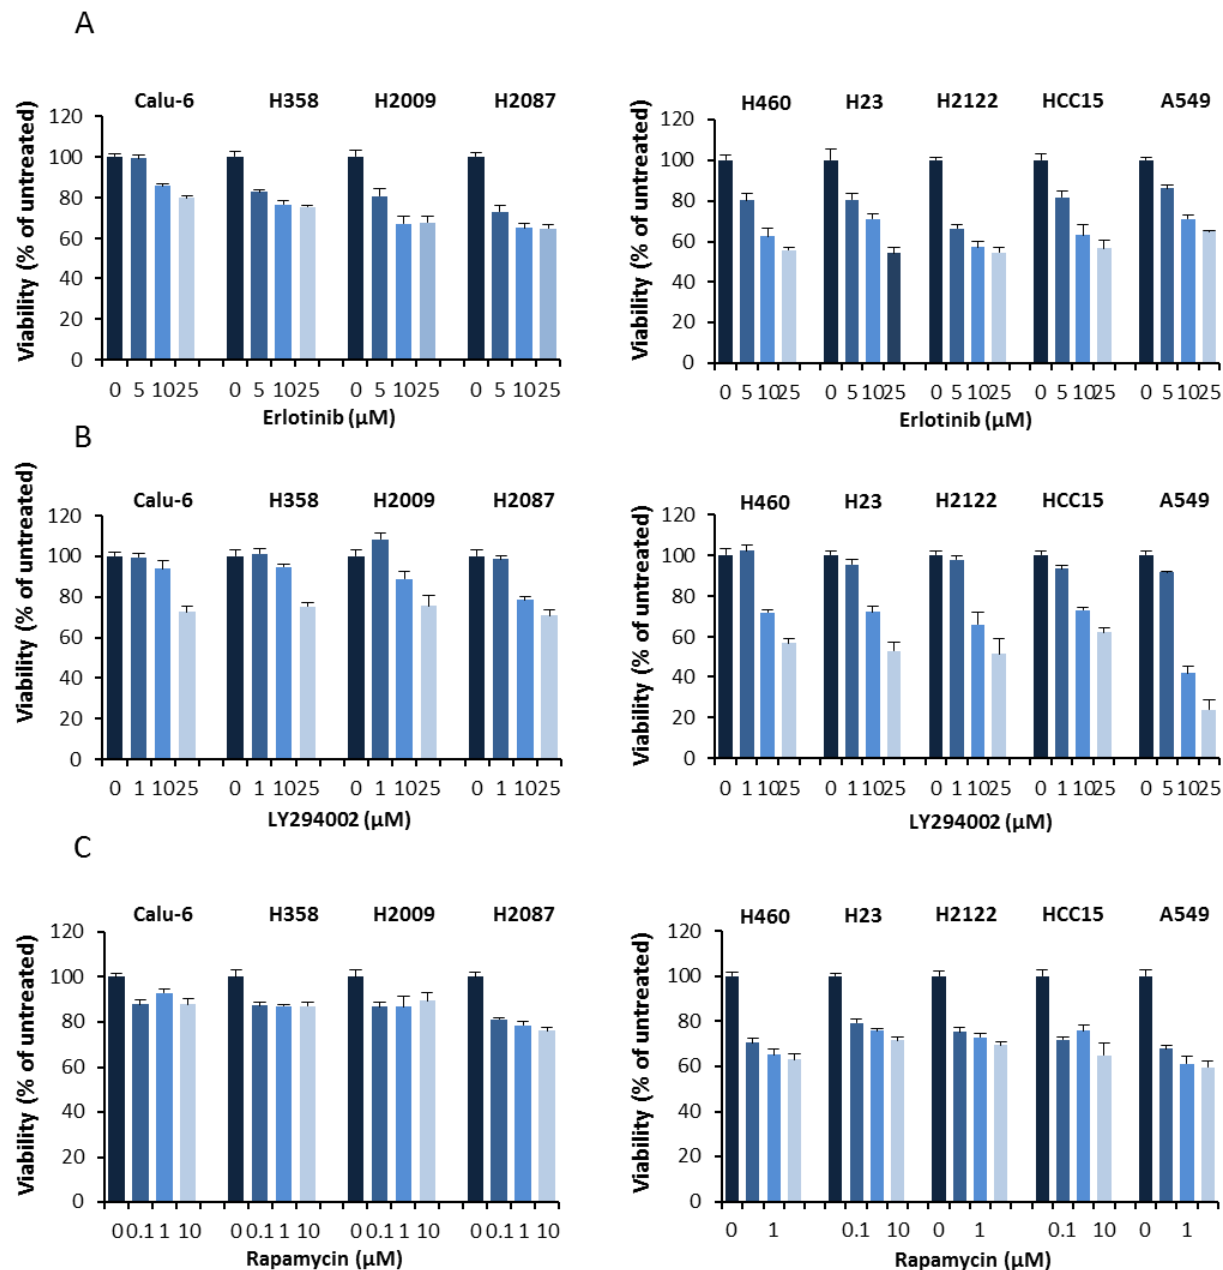 A
Calu-6 H358 H2009 H2087
Viability (% of untreated)
120
100
80
60
40
20
0
0 5 1025 0 5 1025 0 5 1025 0 5 1025
Erlotinib (µM)
H460 H23 H2122 HCC15 A549
Viability (% of untreated)
120
100
80
60
40
20
0
0 5 1025 0 5 1025 0 5 1025 0 5 1025 0 5 1025
Erlotinib (µM)
B
Calu-6 H358 H2009 H2087
Viability (% of untreated)
120
100
80
60
40
20
0
0 1 1025 0 1 1025 0 1 1025 0 1 1025
LY294002 (µM)
H460 H23 H2122 HCC15 A549
Viability (% of untreated)
120
100
80
60
40
20
0
0 1 1025 0 1 1025 0 1 1025 0 1 1025 0 5 1025
LY294002 (µM)
C
Calu-6 H358 H2009 H2087
Viability (% of untreated)
120
100
80
60
40
20
0
0 0.1 1 10 0 0.1 1 10 0 0.1 1 10 0 0.1 1 10
Rapamycin (µM)
H460 H23 H2122 HCC15 A549
Viability (% of untreated)
120
100
80
60
40
20
0
0 1 0.1 10 0 1 0.1 10 0 1
Rapamycin (µM)